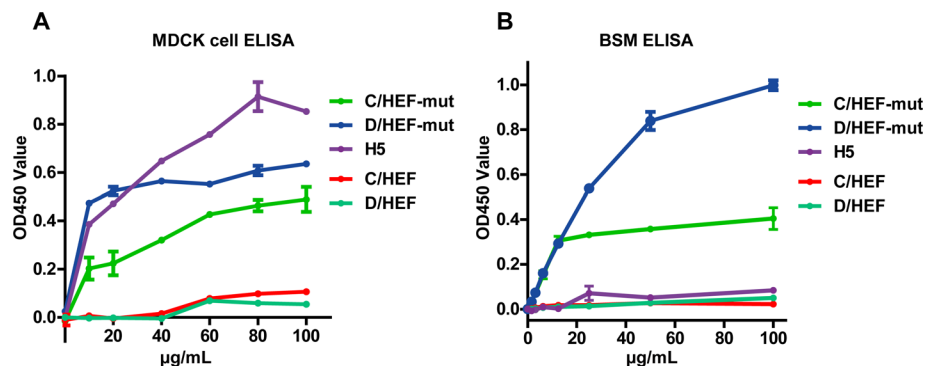 A
MDCK cell ELISA
OD450 Value
1.0
0.8
0.6
0.4
0.2
0.0
20 40 60 80 100
µg/mL
C/HEF-mut
D/HEF-mut
H5
C/HEF
D/HEF
B
BSM ELISA
OD450 Value
1.0
0.8
0.6
0.4
0.2
0.0
0 20 40 60 80 100
µg/mL
C/HEF-mut
D/HEF-mut
H5
C/HEF
D/HEF